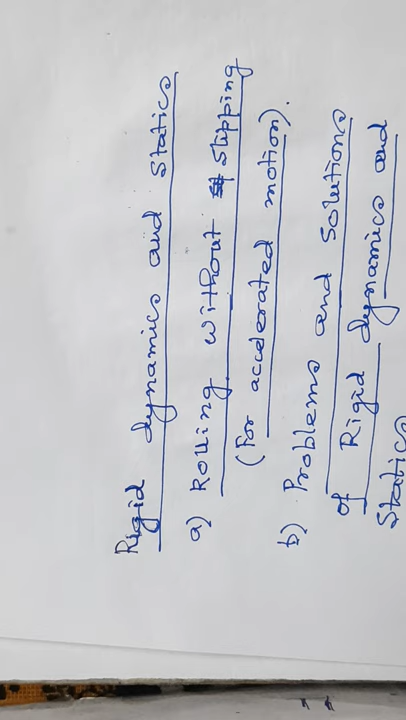 Rigid dynamics and Statics
a) Rolling without Slipping
(For accelerated motion).
b) Problems and Solutions
of Rigid dynamics and
Statics